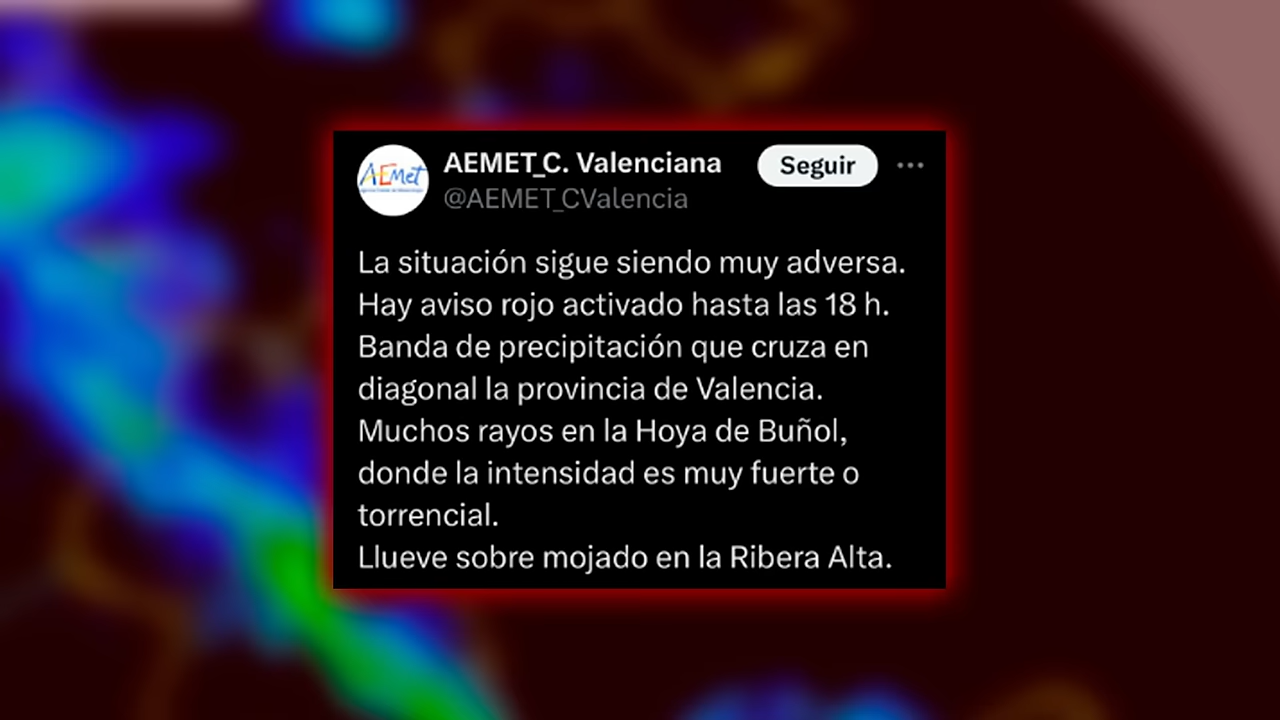 AEmet
AEMET_C. Valenciana
Seguir
@AEMET_CValencia
La situación sigue siendo muy adversa.
Hay aviso rojo activado hasta las 18 h.
Banda de precipitación que cruza en
diagonal la provincia de Valencia.
Muchos rayos en la Hoya de Buñol,
donde la intensidad es muy fuerte o
torrencial.
Llueve sobre mojado en la Ribera Alta.